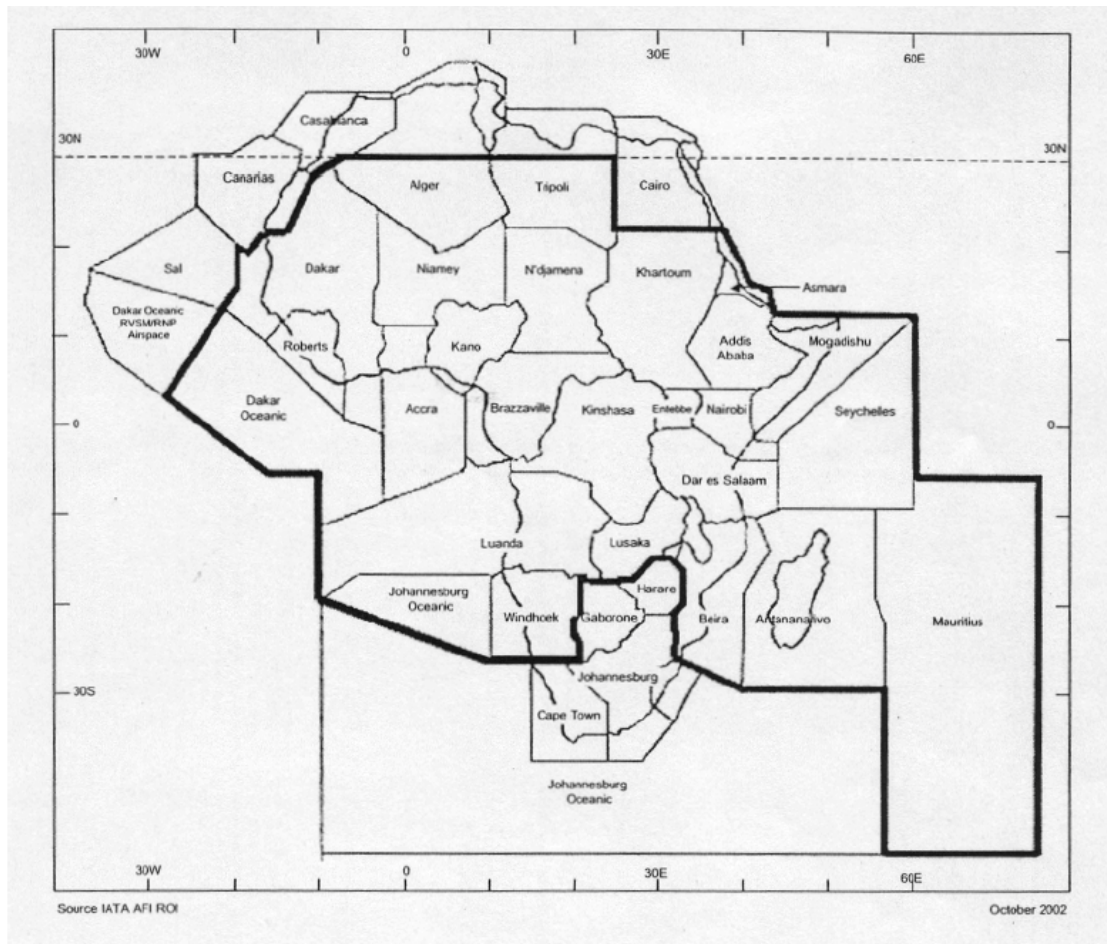 30W
0
30E
60E
Casablanca
30N
30N
Canarias
Alger
Tripoli
Cairo
Sal
Dakar
Niamey
N'djamena
Khartoum
Asmara
Dakar Oceanic
RVSM/RNP
Airspace
Roberts
Kano
Addis
Ababa
Mogadishu
Dakar
Oceanic
Accra
Brazzaville
Kinshasa
Entebbe
Nairobi
Seychelles
0
0
Dar es Salaam
Luanda
Lusaka
Johannesburg
Oceanic
Windhoek
Gaborone
Harare
Beira
Antananarivo
Mauritius
30S
Johannesburg
30S
Cape Town
Johannesburg
Oceanic
30W
0
30E
60E
Source IATA AFI ROI
October 2002